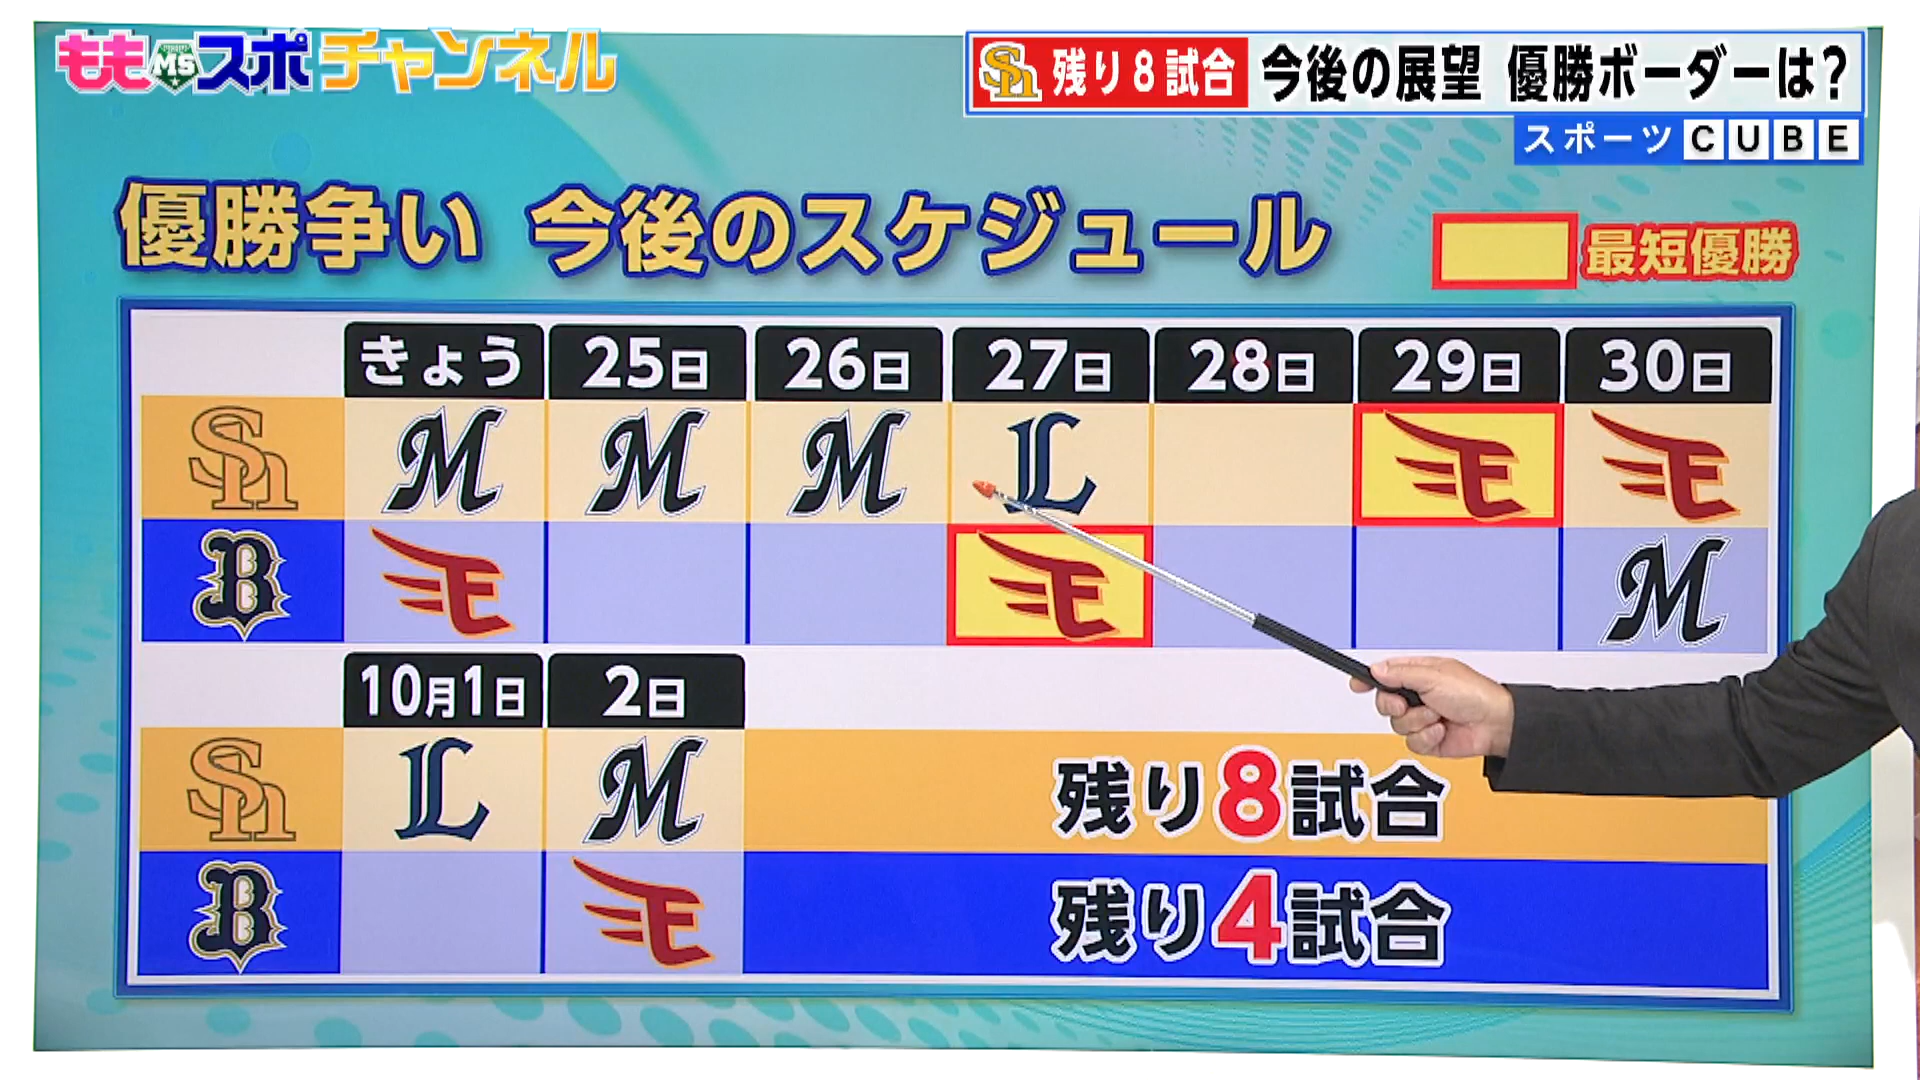 ももスポチャンネル
MS
Sh 残り8試合 今後の展望 優勝ボーダーは?
スポーツCUBE
優勝争い 今後のスケジュール
最短優勝
きょう 25日 26日 27日 28日 29日 30日
Sh M M M L E E
B E E M
10月1日 2日
Sh L M 残り8試合
B E 残り4試合